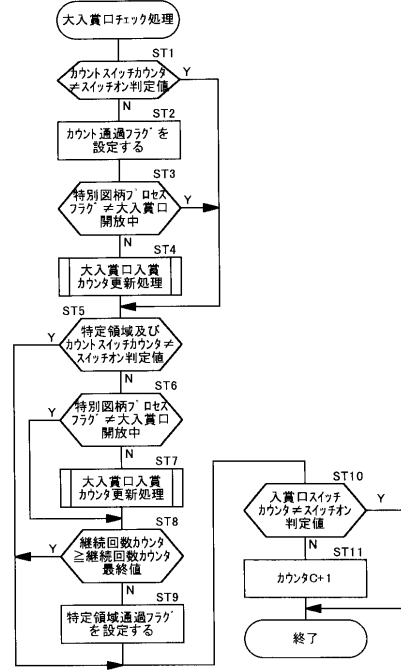 大入賞口チェック処理
ST1
カウントスイッチカウンタ
≠スイッチオン判定値
Y
N
ST2
カウント通過フラグを
設定する
ST3
特別図柄プロセス
フラグ≠大入賞口
開放中
Y
N
ST4
大入賞口入賞
カウンタ更新処理
ST5
特定領域及び
カウントスイッチカウンタ≠
スイッチオン判定値
Y
N
ST6
特別図柄プロセス
フラグ≠大入賞口
開放中
Y
N
ST7
大入賞口入賞
カウンタ更新処理
ST8
継続回数カウンタ
≧継続回数カウンタ
最終値
Y
N
ST9
特定領域通過フラグ
を設定する
ST10
入賞口スイッチ
カウンタ≠スイッチオン
判定値
Y
N
ST11
カウンタC+1
終了